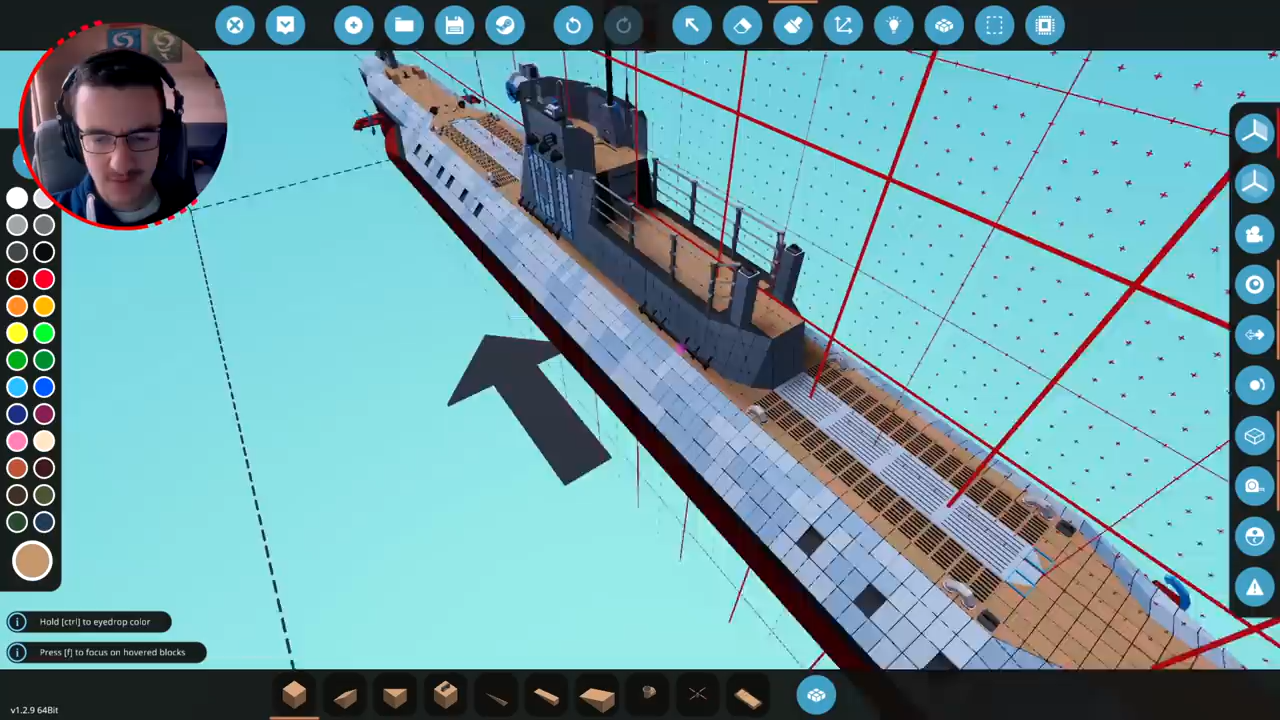 Hold [ctrl] to eyedrop color
Press [f] to focus on hovered blocks
v1.2.9 64Bit